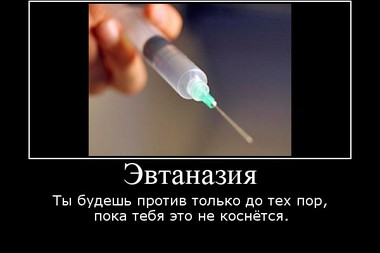 Эвтаназия
Ты будешь против только до тех пор,
пока тебя это не коснётся.